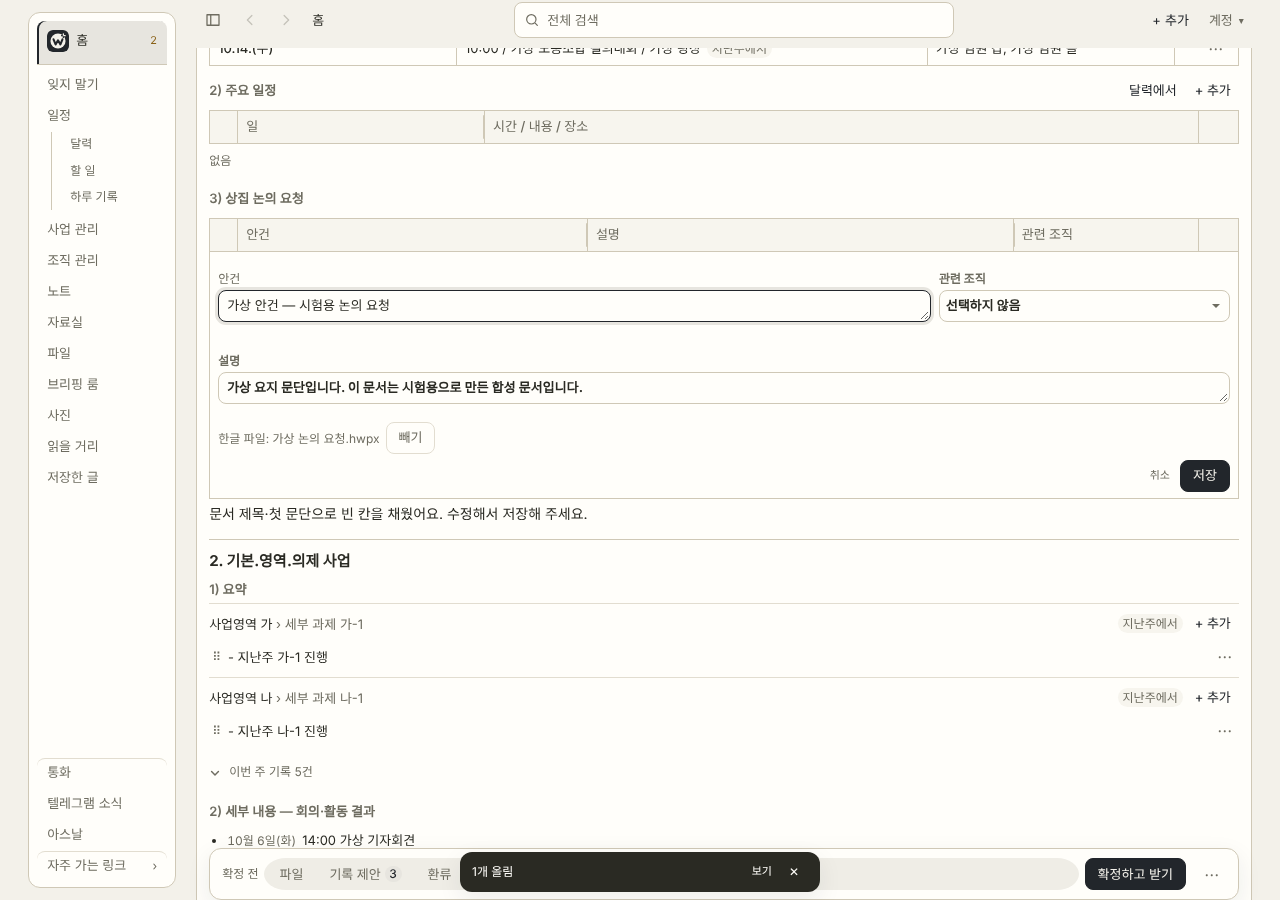 홈 2
잊지 말기
일정
달력
할 일
하루 기록
사업 관리
조직 관리
노트
자료실
파일
브리핑 룸
사진
읽을 거리
저장한 글
통화
텔레그램 소식
아스날
자주 가는 링크 ›
홈
전체 검색
+ 추가 계정 ▾
2) 주요 일정 달력에서 + 추가
일 시간 / 내용 / 장소
없음
3) 상집 논의 요청
안건 설명 관련 조직
안건 관련 조직
가상 안건 — 시험용 논의 요청 선택하지 않음
설명
가상 요지 문단입니다. 이 문서는 시험용으로 만든 합성 문서입니다.
한글 파일: 가상 논의 요청.hwpx 빼기
취소 저장
문서 제목·첫 문단으로 빈 칸을 채웠어요. 수정해서 저장해 주세요.
2. 기본.영역.의제 사업
1) 요약
사업영역 가 › 세부 과제 가-1 지난주에서 + 추가
- 지난주 가-1 진행 ···
사업영역 나 › 세부 과제 나-1 지난주에서 + 추가
- 지난주 나-1 진행 ···
이번 주 기록 5건
2) 세부 내용 — 회의·활동 결과
• 10월 6일(화) 14:00 가상 기자회견
확정 전 파일 기록 제안 3 환류 확정하고 받기 ···
1개 올림 보기 ✕